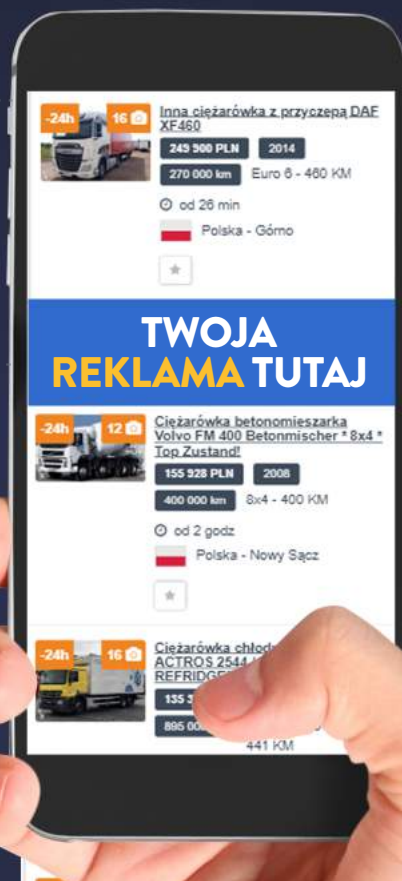 -24h 16
Inna ciężarówka z przyczepą DAF
XF460
249 900 PLN 2014
270 000 km Euro 6 - 460 KM
od 26 min
Polska - Górno
TWOJA
REKLAMA TUTAJ
-24h 12
Ciężarówka betonomieszarka
Volvo FM 400 Betonmischer * 8x4 *
Top Zustand!
155 928 PLN 2008
400 000 km 8x4 - 400 KM
od 2 godz
Polska - Nowy Sącz
-24h 16
Ciężarówka
ACTROS 2544
441 KM